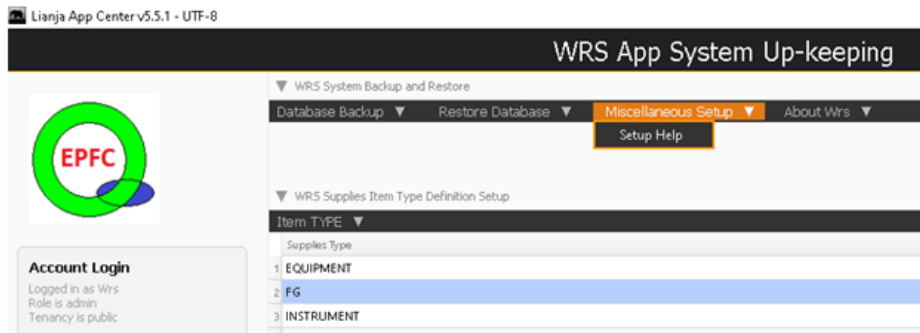 Lianja App Center v5.5.1 - UTF-8
WRS App System Up-keeping
▼ WRS System Backup and Restore
Database Backup ▼ Restore Database ▼ Miscellaneous Setup ▼ About Wrs ▼
Setup Help
EPFC
▼ WRS Supplies Item Type Definition Setup
Item TYPE ▼
Supplies Type
1 EQUIPMENT
2 FG
3 INSTRUMENT
Account Login
Logged in as Wrs
Role is admin
Tenancy is public